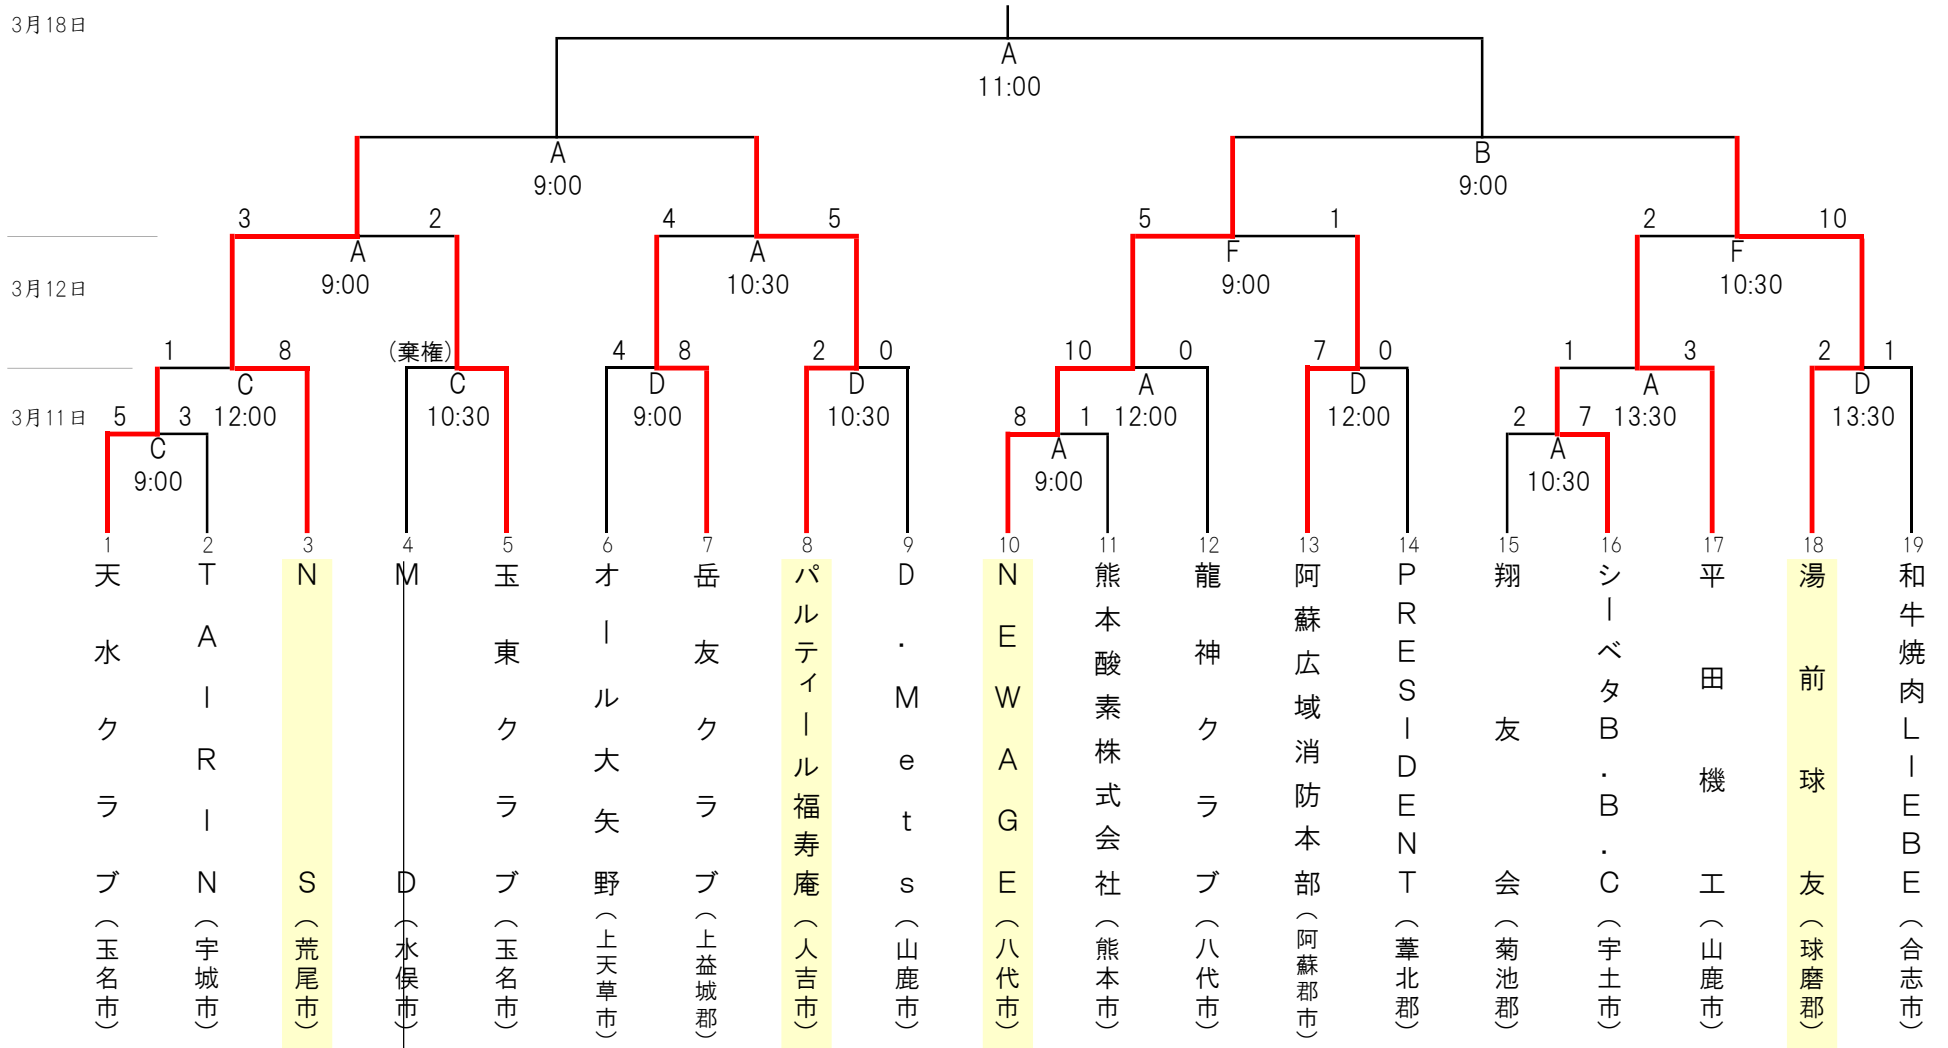 3月18日
A
11:00
A
9:00
B
9:00
3
2
4
5
5
1
2
10
A
9:00
A
10:30
F
9:00
F
10:30
3月12日
1
8
(棄権)
4
8
2
0
10
0
7
0
1
3
2
1
C
12:00
C
10:30
D
9:00
D
10:30
A
12:00
D
12:00
A
13:30
D
13:30
3月11日
5
3
8
1
2
7
C
9:00
A
9:00
A
10:30
1
2
3
4
5
6
7
8
9
10
11
12
13
14
15
16
17
18
19
天水クラブ(玉名市)
TAIRIN(宇城市)
NS(荒尾市)
MD(水俣市)
玉東クラブ(玉名市)
オール大矢野(上天草市)
岳友クラブ(上益城郡)
パルティール福寿庵(人吉市)
D.Mets(山鹿市)
NEWAGE(八代市)
熊本酸素株式会社(熊本市)
龍神クラブ(八代市)
阿蘇広域消防本部(阿蘇郡市)
PRESIDENT(葦北郡)
翔友会(菊池郡)
シーベタB.B.C(宇土市)
平田機工(山鹿市)
湯前球友(球磨郡)
和牛焼肉LIEBE(合志市)